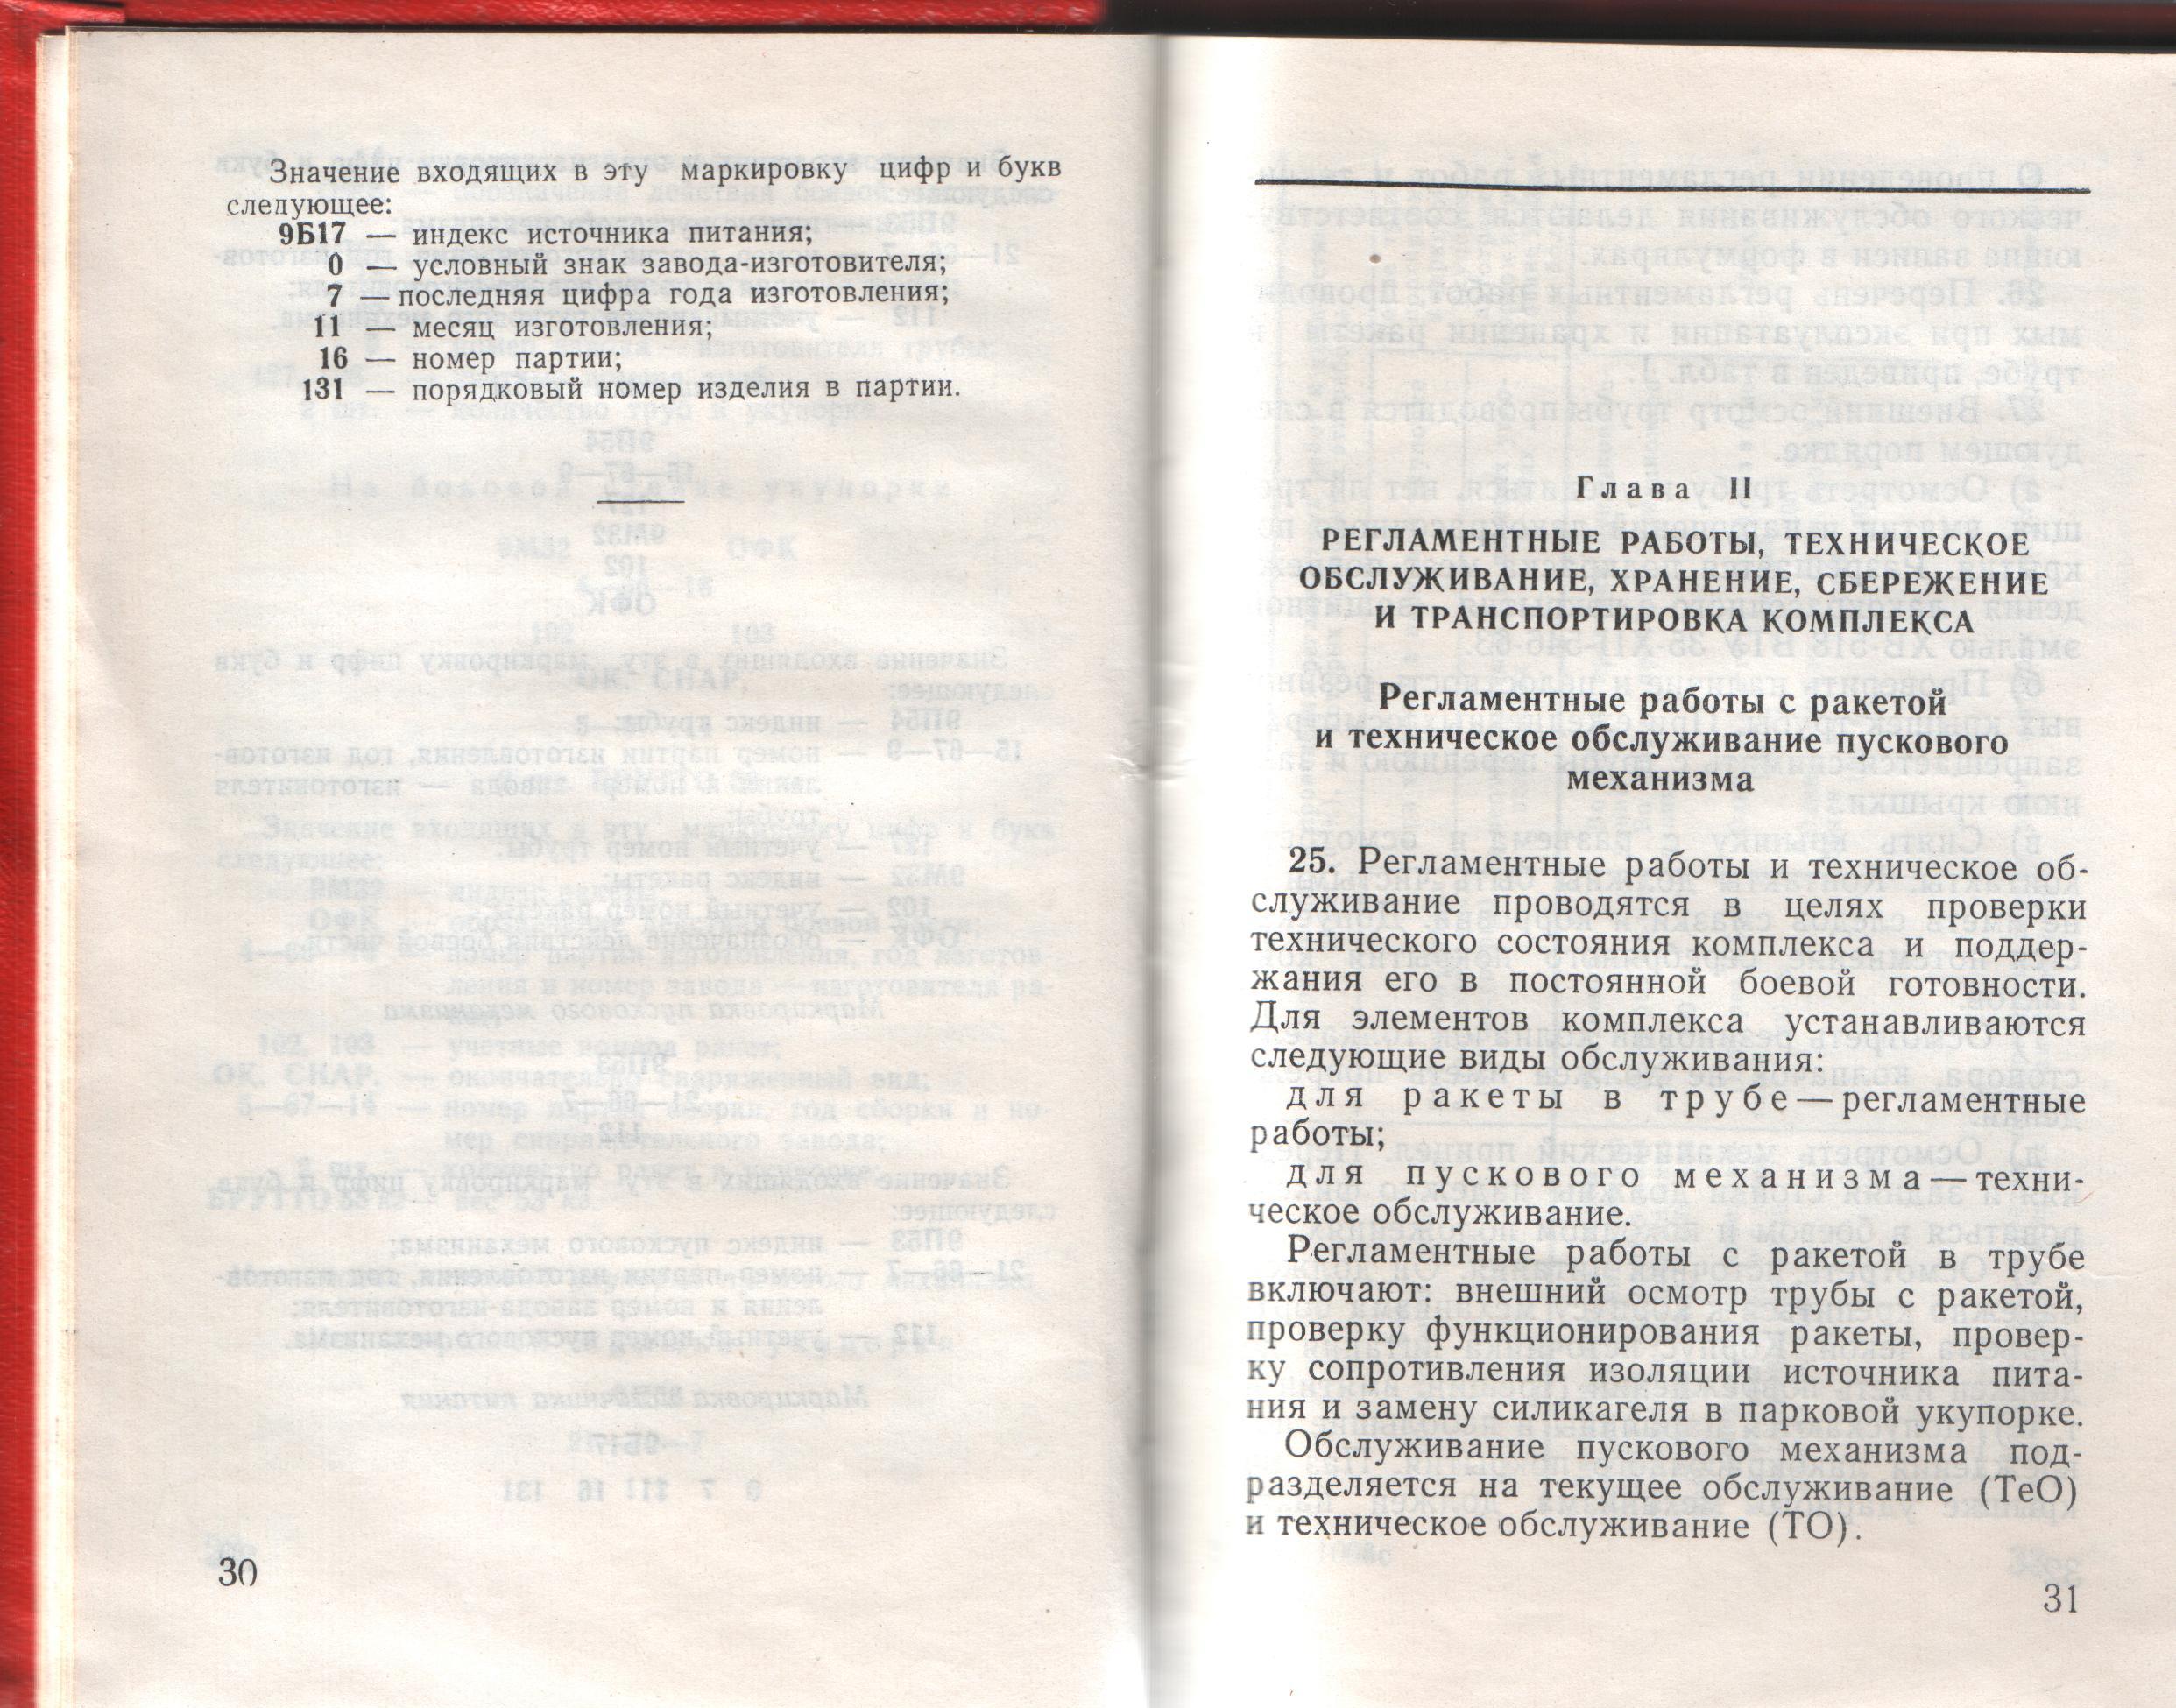 Значение входящих в эту маркировку цифр и букв
следующее:
9Б17 — индекс источника питания;
0 — условный знак завода-изготовителя;
7 — последняя цифра года изготовления;
11 — месяц изготовления;
16 — номер партии;
131 — порядковый номер изделия в партии.
30
Глава II
РЕГЛАМЕНТНЫЕ РАБОТЫ, ТЕХНИЧЕСКОЕ
ОБСЛУЖИВАНИЕ, ХРАНЕНИЕ, СБЕРЕЖЕНИЕ
И ТРАНСПОРТИРОВКА КОМПЛЕКСА
Регламентные работы с ракетой
и техническое обслуживание пускового
механизма
25. Регламентные работы и техническое об-
служивание проводятся в целях проверки
технического состояния комплекса и поддер-
жания его в постоянной боевой готовности.
Для элементов комплекса устанавливаются
следующие виды обслуживания:
для ракеты в трубе — регламентные
работы;
для пускового механизма — техни-
ческое обслуживание.
Регламентные работы с ракетой в трубе
включают: внешний осмотр трубы с ракетой,
проверку функционирования ракеты, провер-
ку сопротивления изоляции источника пита-
ния и замену силикагеля в парковой укупорке.
Обслуживание пускового механизма под-
разделяется на текущее обслуживание (ТеО)
и техническое обслуживание (ТО).
31